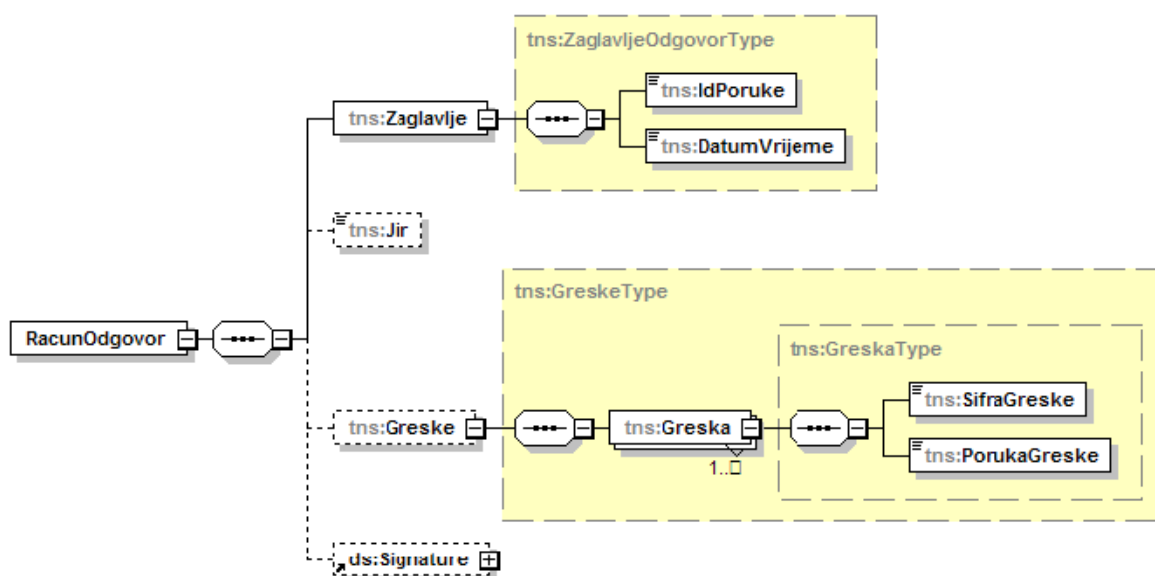 tns:ZaglavljeOdgovorType
tns:IdPoruke
tns:Zaglavlje
tns:DatumVrijeme
tns:Jir
tns:GreskeType
RacunOdgovor
tns:GreskaType
tns:SifraGreske
tns:Greske
tns:Greska
tns:PorukaGreske
1..□
ds:Signature